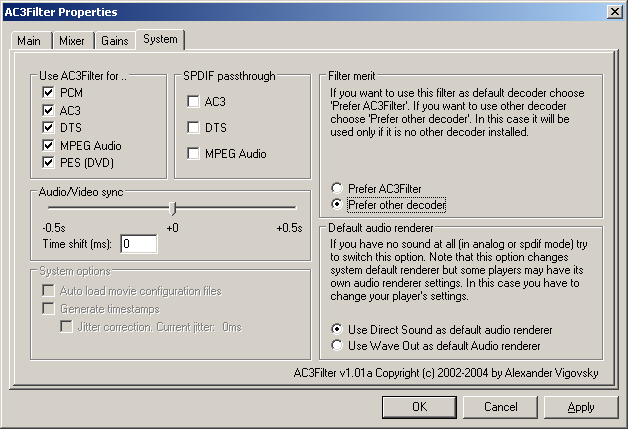 AC3Filter Properties
Main
Mixer
Gains
System
Use AC3Filter for ..
PCM
AC3
DTS
MPEG Audio
PES (DVD)
SPDIF passthrough
AC3
DTS
MPEG Audio
Audio/Video sync
-0.5s
+0
+0.5s
Time shift (ms):
0
System options
Auto load movie configuration files
Generate timestamps
Jitter correction. Current jitter: 0ms
Filter merit
If you want to use this filter as default decoder choose
'Prefer AC3Filter'. If you want to use other decoder
choose 'Prefer other decoder'. In this case it will be
used only if it is no other decoder installed.
Prefer AC3Filter
Prefer other decoder
Default audio renderer
If you have no sound at all (in analog or spdif mode) try
to switch this option. Note that this option changes
system default renderer but some players may have its
own audio renderer settings. In this case you have to
change your player's settings.
Use Direct Sound as default audio renderer
Use Wave Out as default Audio renderer
AC3Filter v1.01a Copyright (c) 2002-2004 by Alexander Vigovsky
OK
Cancel
Apply